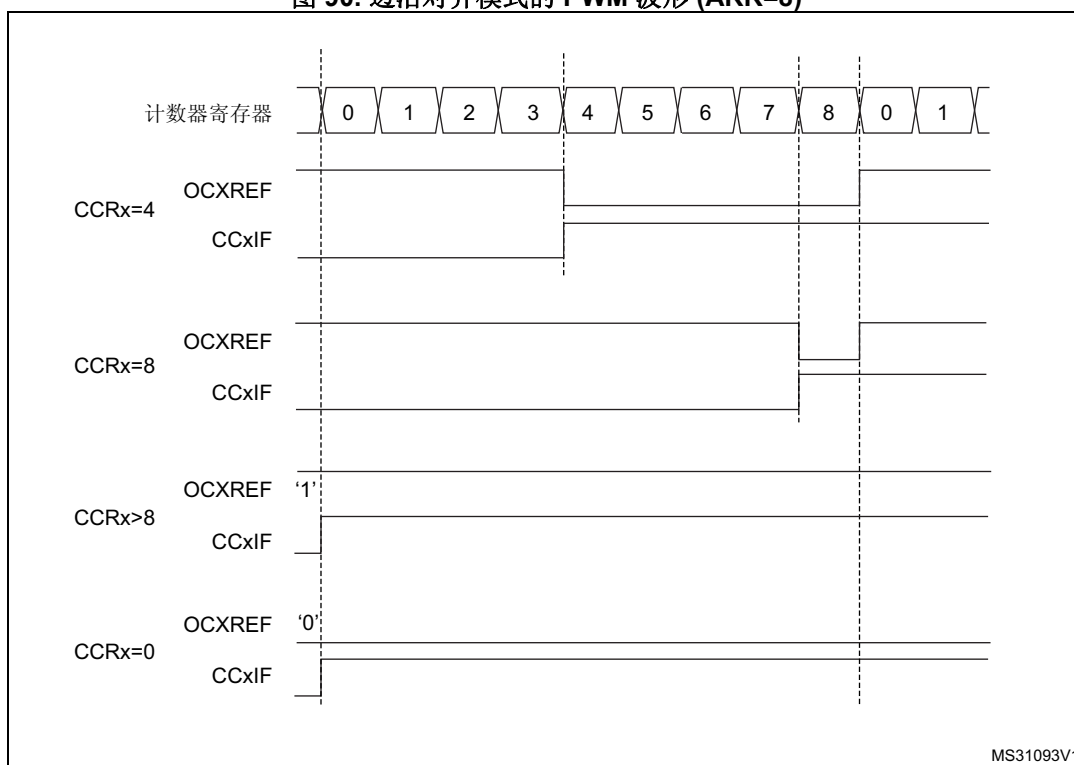 计数器寄存器 0 1 2 3 4 5 6 7 8 0 1
OCXREF
CCRx=4
CCxIF
OCXREF
CCRx=8
CCxIF
OCXREF '1'
CCRx>8
CCxIF
OCXREF '0'
CCRx=0
CCxIF
MS31093V1